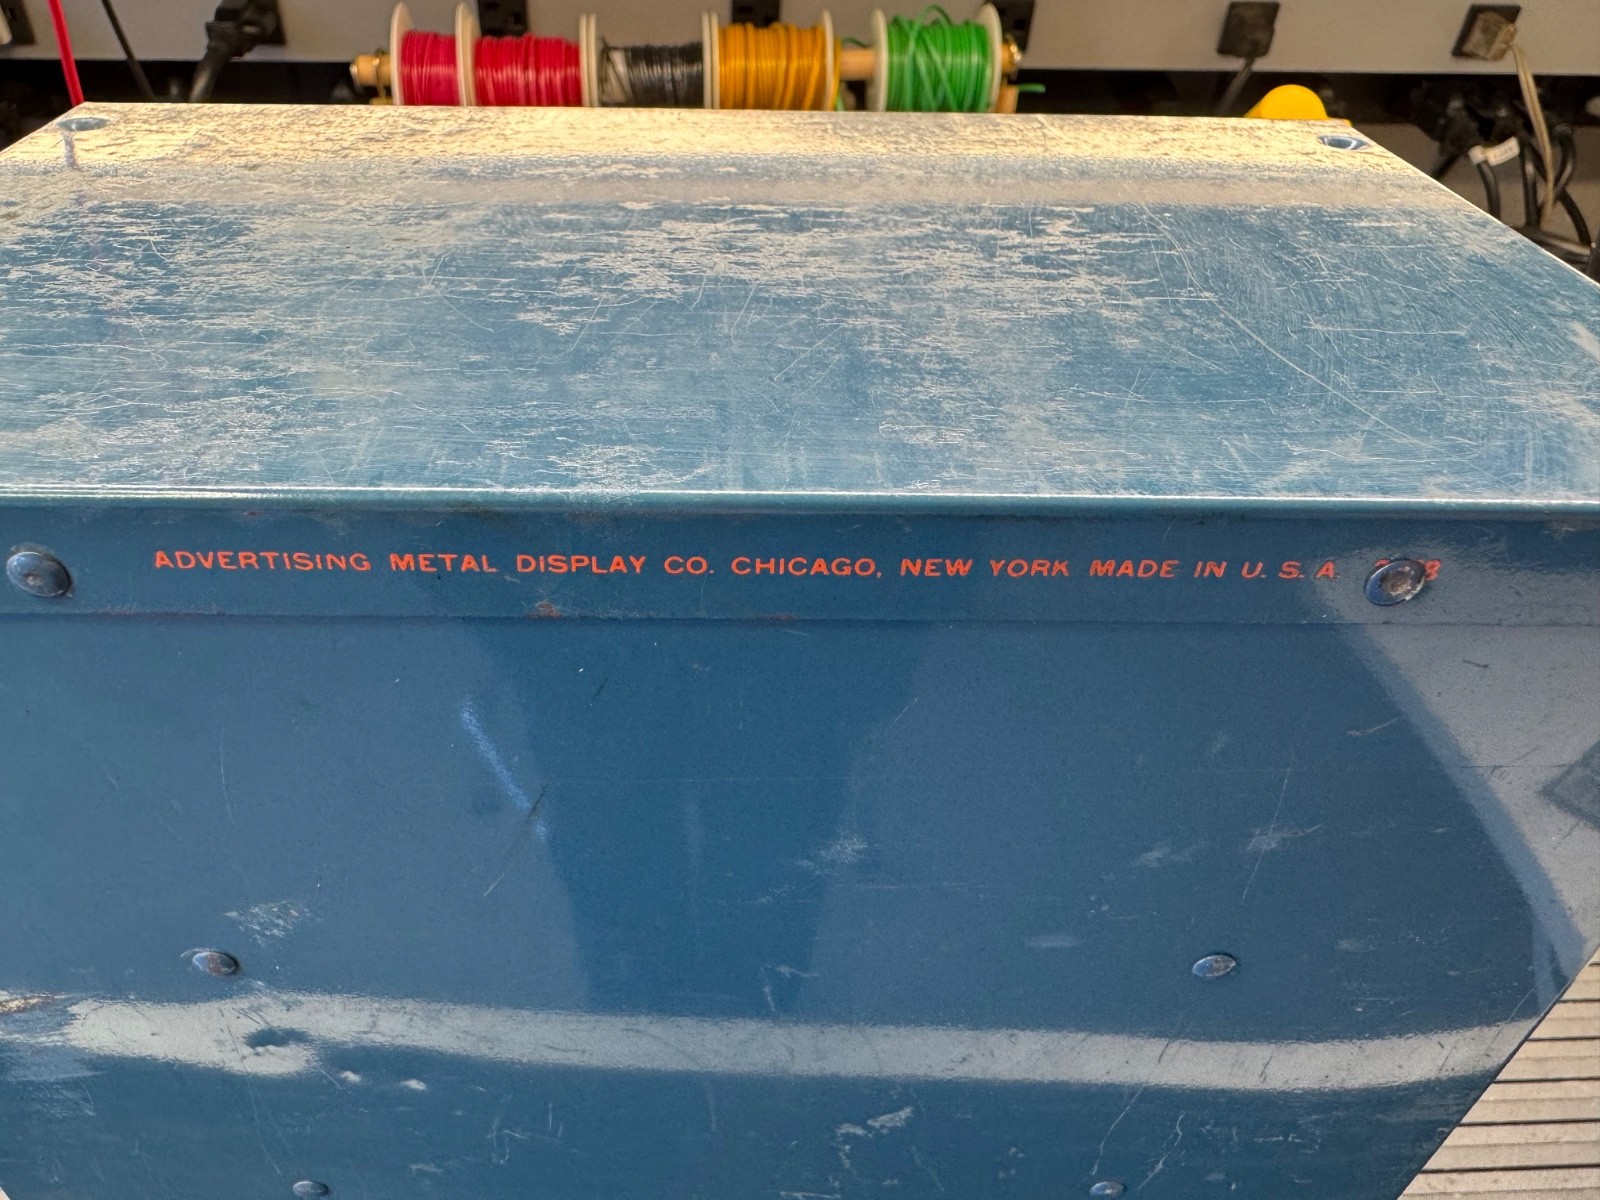 ADVERTISING METAL DISPLAY CO. CHICAGO, NEW YORK MADE IN U. S. A.